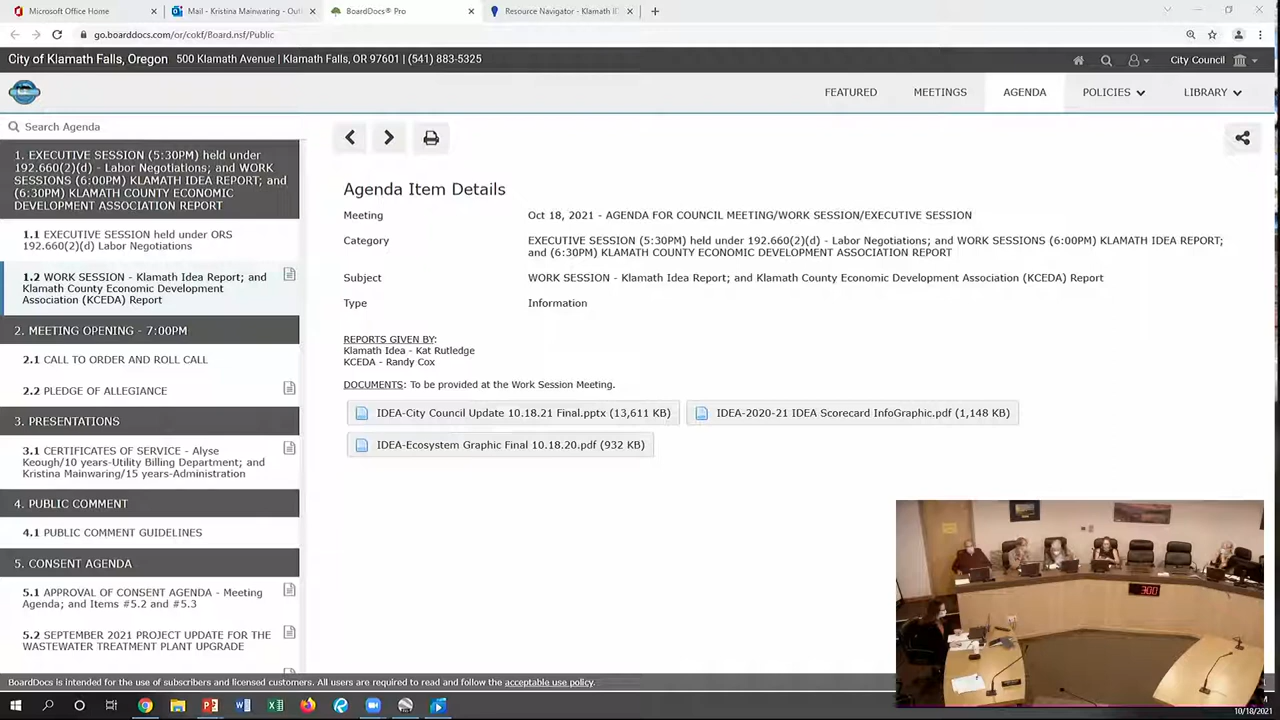 Microsoft Office Home
Mail - Kristina Mainwaring - Outl
BoardDocs® Pro
Resource Navigator - Klamath ID
go.boarddocs.com/or/cokf/Board.nsf/Public
City of Klamath Falls, Oregon 500 Klamath Avenue | Klamath Falls, OR 97601 | (541) 883-5325
City Council
FEATURED MEETINGS AGENDA POLICIES LIBRARY
Search Agenda
1. EXECUTIVE SESSION (5:30PM) held under
192.660(2)(d) - Labor Negotiations; and WORK
SESSIONS (6:00PM) KLAMATH IDEA REPORT; and
(6:30PM) KLAMATH COUNTY ECONOMIC
DEVELOPMENT ASSOCIATION REPORT
1.1 EXECUTIVE SESSION held under ORS
192.660(2)(d) Labor Negotiations
1.2 WORK SESSION - Klamath Idea Report; and
Klamath County Economic Development
Association (KCEDA) Report
2. MEETING OPENING - 7:00PM
2.1 CALL TO ORDER AND ROLL CALL
2.2 PLEDGE OF ALLEGIANCE
3. PRESENTATIONS
3.1 CERTIFICATES OF SERVICE - Alyse
Keough/10 years-Utility Billing Department; and
Kristina Mainwaring/15 years-Administration
4. PUBLIC COMMENT
4.1 PUBLIC COMMENT GUIDELINES
5. CONSENT AGENDA
5.1 APPROVAL OF CONSENT AGENDA - Meeting
Agenda; and Items #5.2 and #5.3
5.2 SEPTEMBER 2021 PROJECT UPDATE FOR THE
WASTEWATER TREATMENT PLANT UPGRADE
Agenda Item Details
Meeting Oct 18, 2021 - AGENDA FOR COUNCIL MEETING/WORK SESSION/EXECUTIVE SESSION
Category EXECUTIVE SESSION (5:30PM) held under 192.660(2)(d) - Labor Negotiations; and WORK SESSIONS (6:00PM) KLAMATH IDEA REPORT;
and (6:30PM) KLAMATH COUNTY ECONOMIC DEVELOPMENT ASSOCIATION REPORT
Subject WORK SESSION - Klamath Idea Report; and Klamath County Economic Development Association (KCEDA) Report
Type Information
REPORTS GIVEN BY:
Klamath Idea - Kat Rutledge
KCEDA - Randy Cox
DOCUMENTS: To be provided at the Work Session Meeting.
IDEA-City Council Update 10.18.21 Final.pptx (13,611 KB)
IDEA-2020-21 IDEA Scorecard InfoGraphic.pdf (1,148 KB)
IDEA-Ecosystem Graphic Final 10.18.20.pdf (932 KB)
300
BoardDocs is intended for the use of subscribers and licensed customers. All users are required to read and follow the acceptable use policy.
10/18/2021